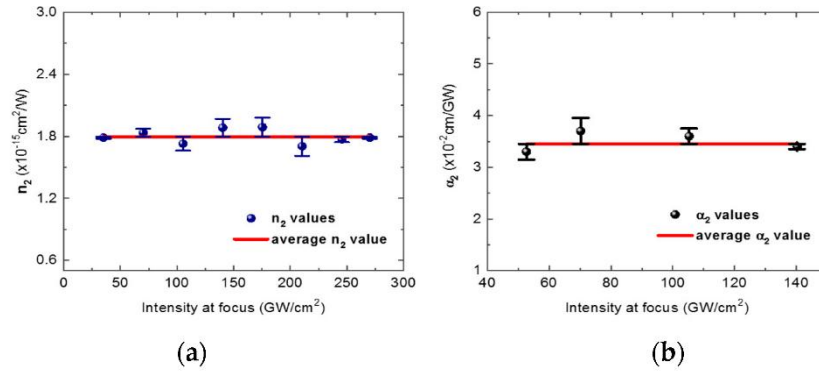 3.0
2.4
1.8
1.2
0.6
n₂ (x10⁻¹⁵cm²/W)
n₂ values
average n₂ value
0 50 100 150 200 250 300
Intensity at focus (GW/cm²)
(a)
6
5
4
3
2
1
α₂ (x10⁻²cm/GW)
α₂ values
average α₂ value
40 60 80 100 120 140
Intensity at focus (GW/cm²)
(b)